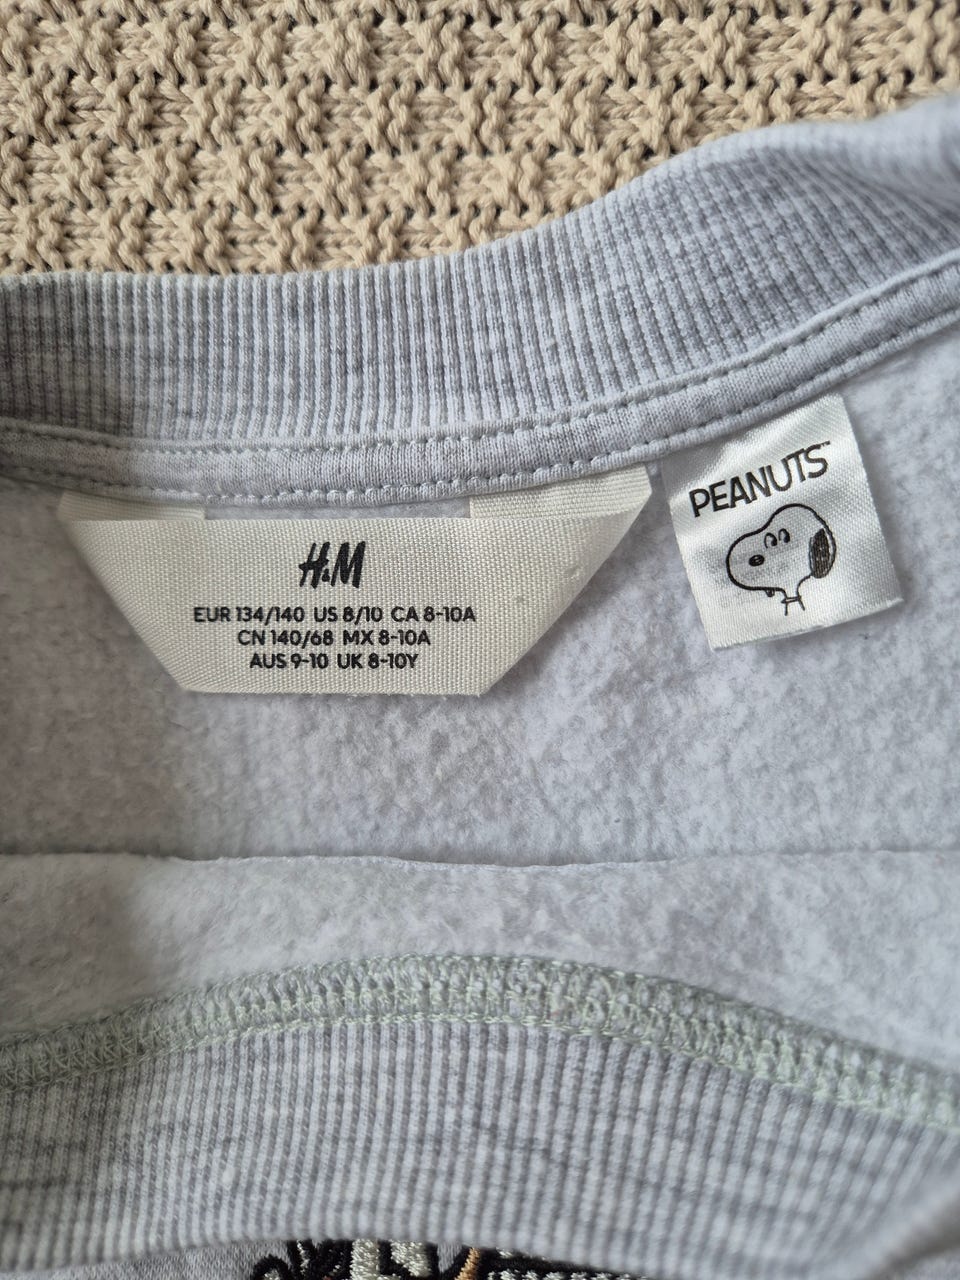 H&M
EUR 134/140 US 8/10 CA 8-10A
CN 140/68 MX 8-10A
AUS 9-10 UK 8-10Y
PEANUTS™